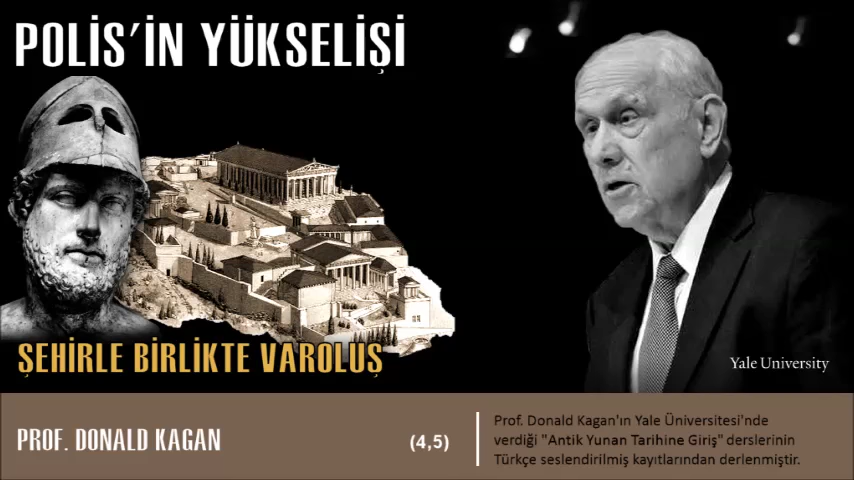 POLİS'İN YÜKSELİŞİ
ŞEHİRLE BİRLİKTE VAROLUŞ
Yale University
PROF. DONALD KAGAN
(4,5)
Prof. Donald Kagan'ın Yale Üniversitesi'nde
verdiği "Antik Yunan Tarihine Giriş" derslerinin
Türkçe seslendirilmiş kayıtlarından derlenmiştir.